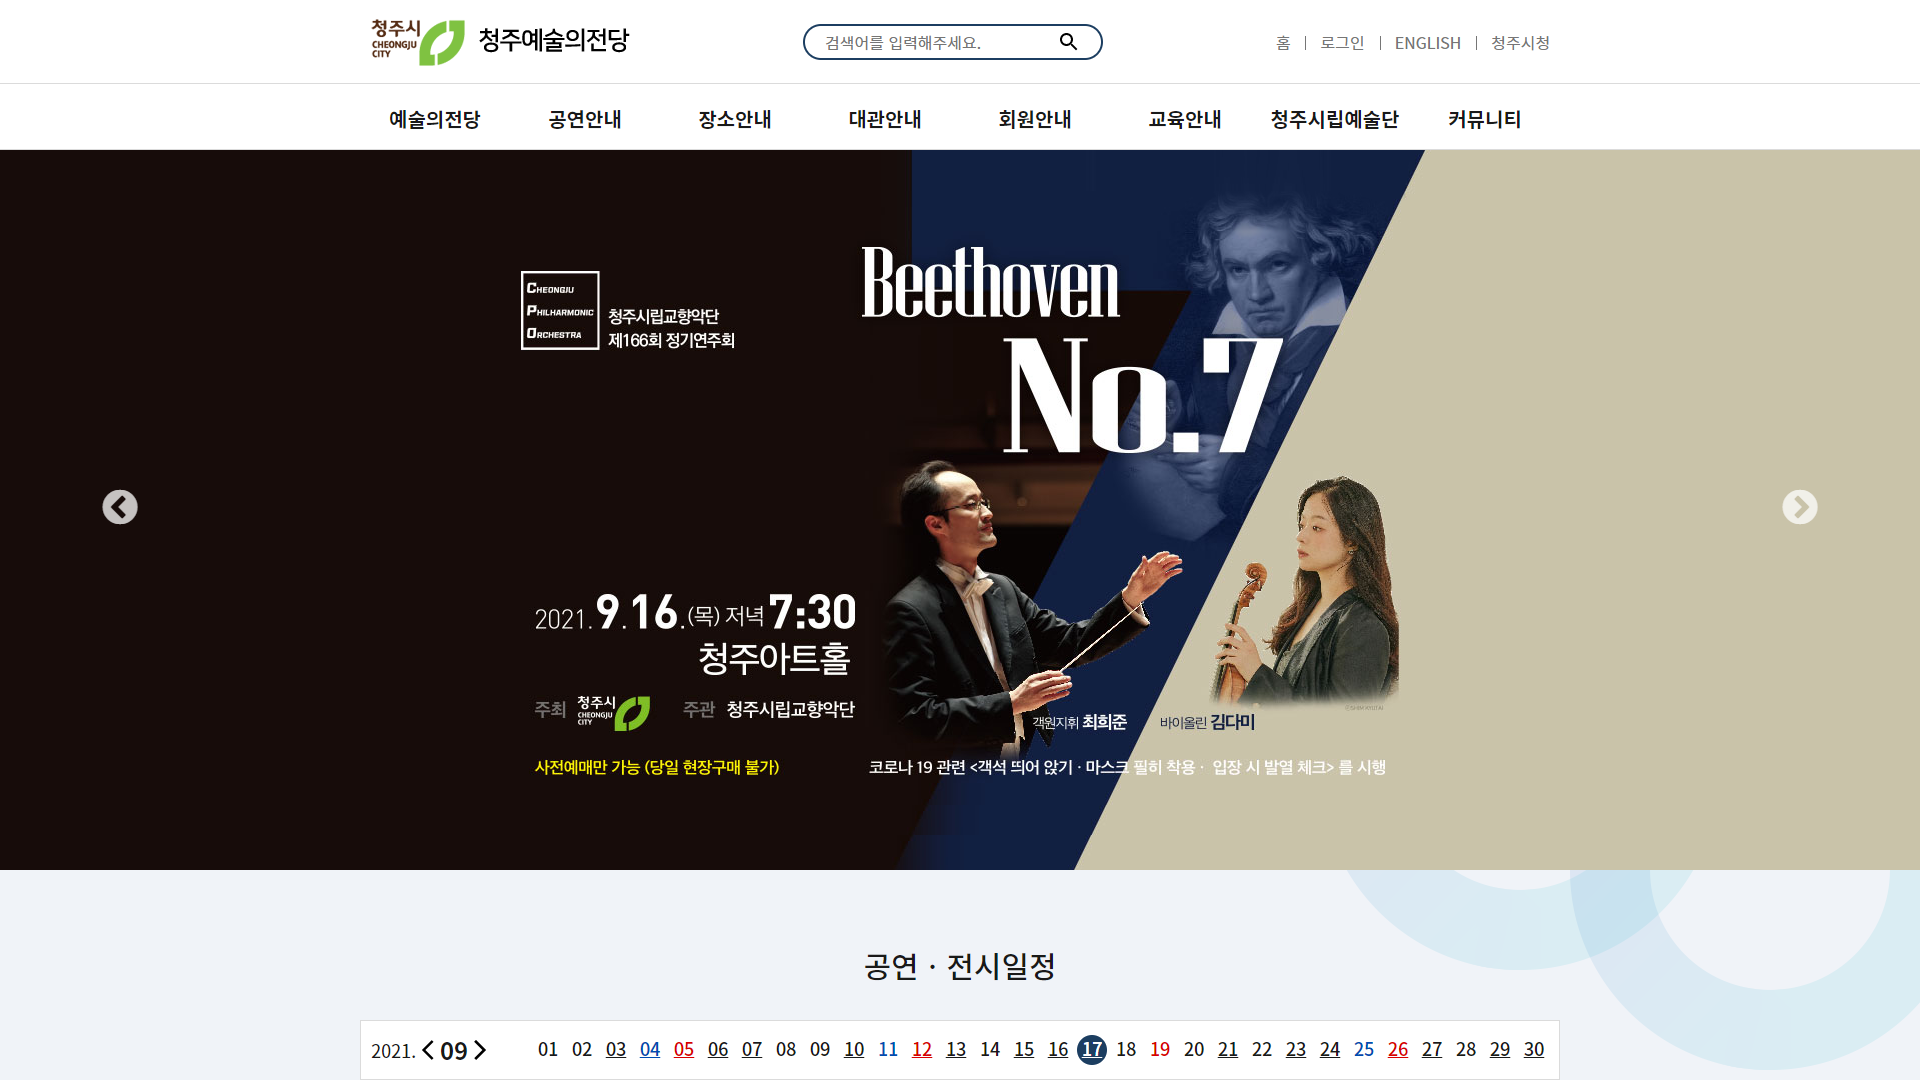 청주시
CHEONGJU
CITY
청주예술의전당
검색어를 입력해주세요.
홈
로그인
ENGLISH
청주시청
예술의전당
공연안내
장소안내
대관안내
회원안내
교육안내
청주시립예술단
커뮤니티
Beethoven
No.7
CHEONGJU
PHILHARMONIC
ORCHESTRA
청주시립교향악단
제166회 정기연주회
2021. 9.16.(목) 저녁 7:30
청주아트홀
주최 청주시
CHEONGJU
CITY
주관 청주시립교향악단
객원지휘 최희준
바이올린 김다미
사전예매만 가능 (당일 현장구매 불가)
코로나 19 관련 <객석 띄어 앉기 · 마스크 필히 착용 · 입장 시 발열 체크> 를 시행
공연 · 전시일정
2021. 09
01 02 03 04 05 06 07 08 09 10 11 12 13 14 15 16 17 18 19 20 21 22 23 24 25 26 27 28 29 30